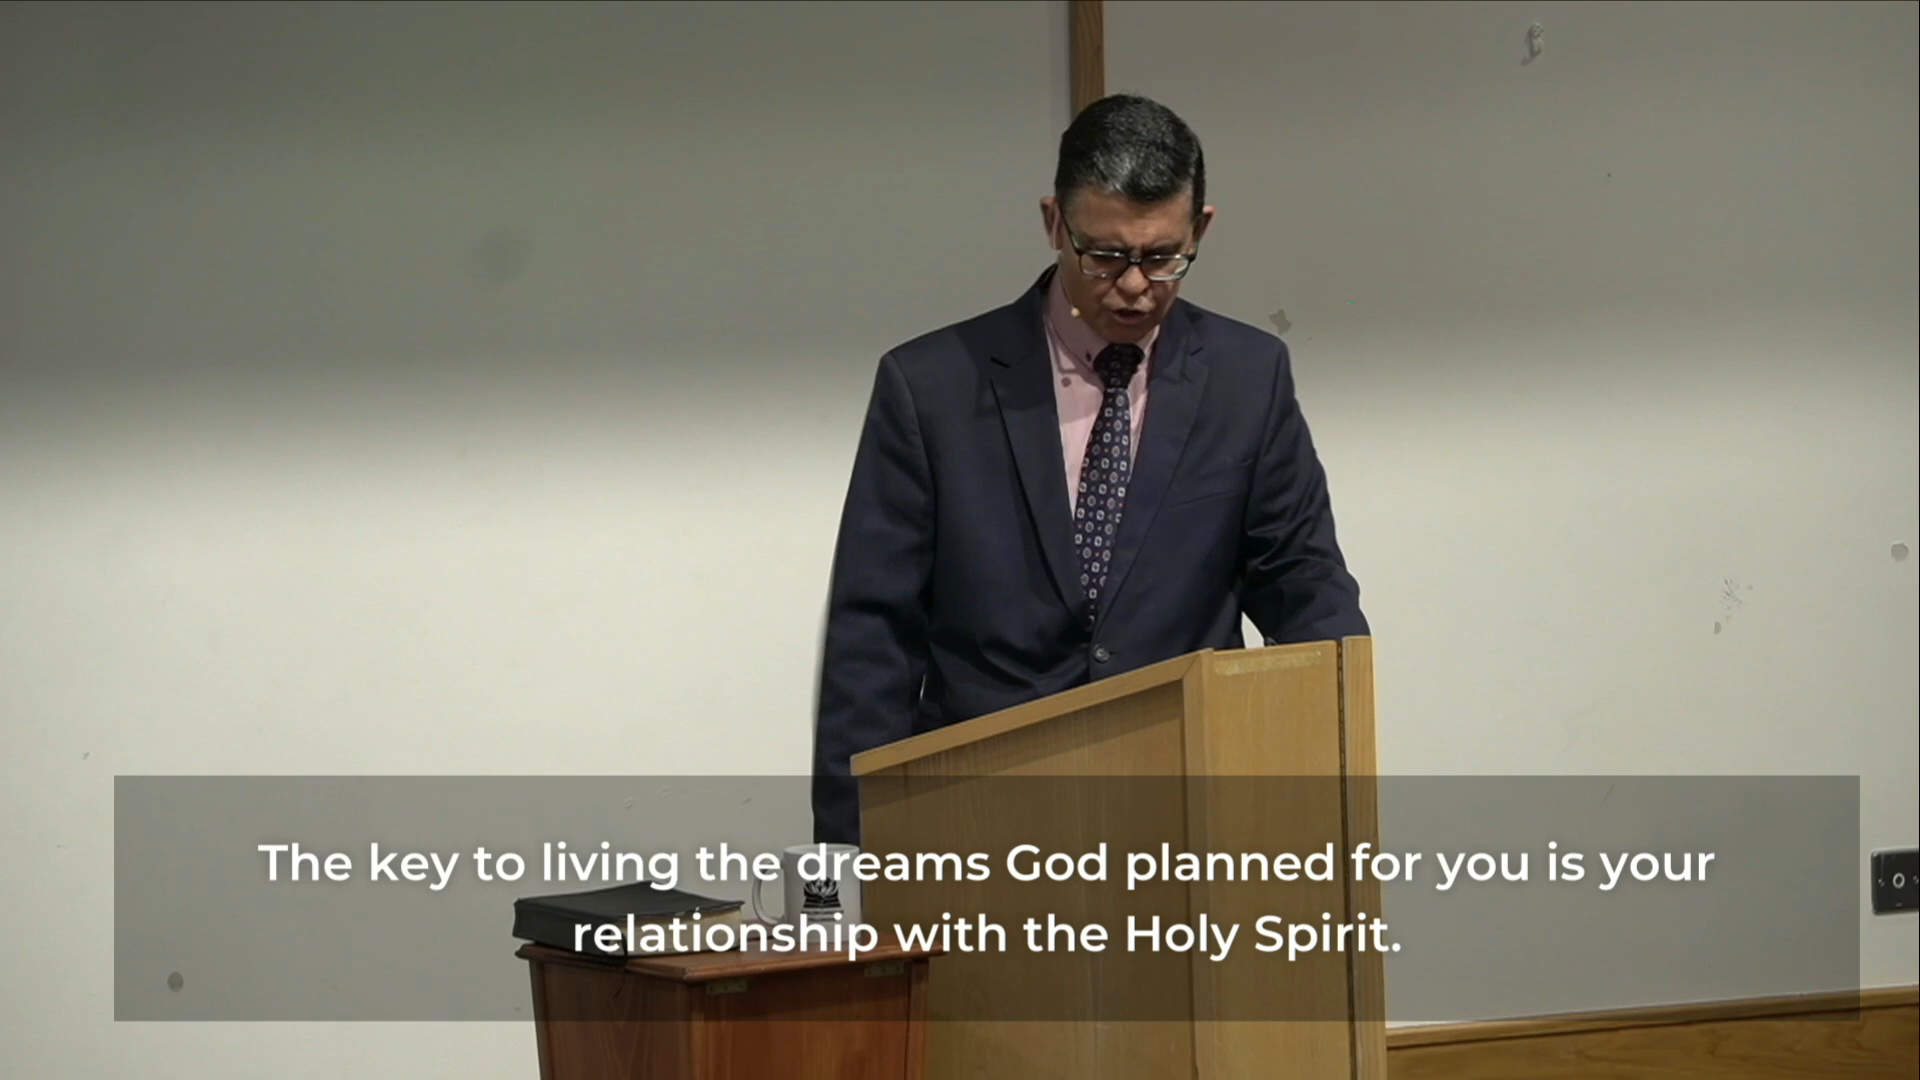 The key to living the dreams God planned for you is your
relationship with the Holy Spirit.